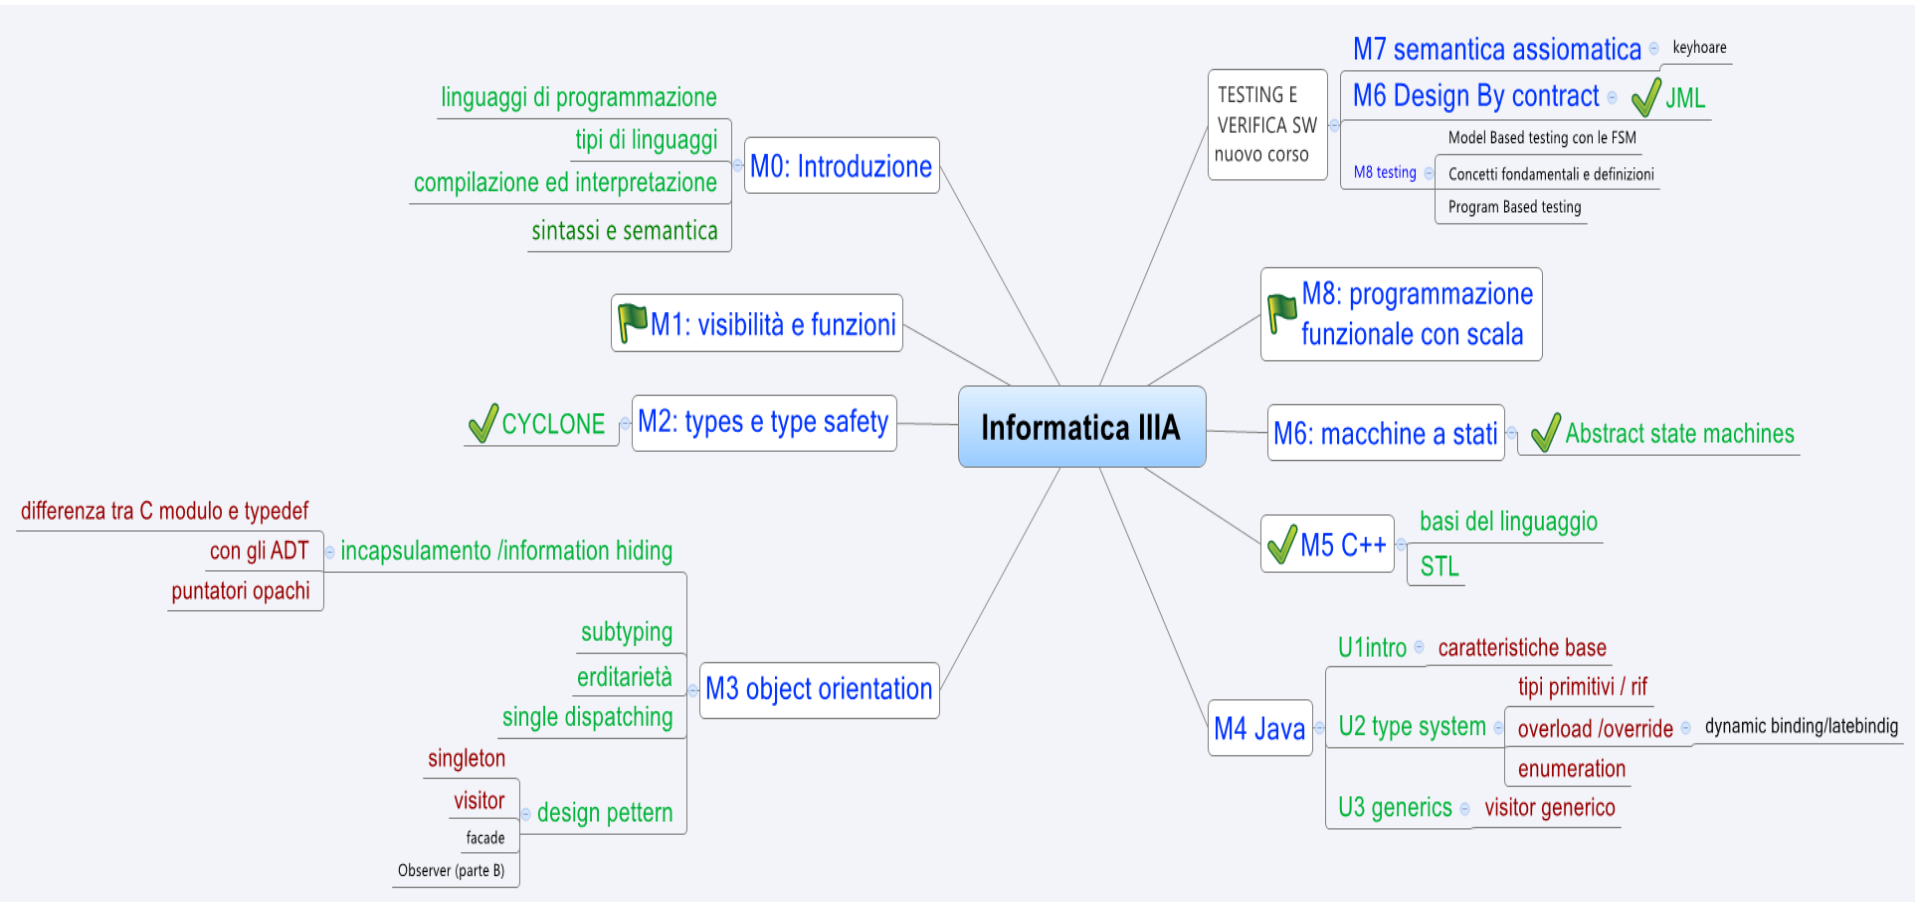 Informatica IIIA
M0: Introduzione
linguaggi di programmazione
tipi di linguaggi
compilazione ed interpretazione
sintassi e semantica
M1: visibilità e funzioni
M2: types e type safety
CYCLONE
M3 object orientation
incapsulamento /information hiding
differenza tra C modulo e typedef
con gli ADT
puntatori opachi
subtyping
erditarietà
single dispatching
design pettern
singleton
visitor
facade
Observer (parte B)
TESTING E
VERIFICA SW
nuovo corso
M7 semantica assiomatica
keyhoare
M6 Design By contract
JML
M8 testing
Model Based testing con le FSM
Concetti fondamentali e definizioni
Program Based testing
M8: programmazione
funzionale con scala
M6: macchine a stati
Abstract state machines
M5 C++
basi del linguaggio
STL
M4 Java
U1intro
caratteristiche base
U2 type system
tipi primitivi / rif
overload /override
dynamic binding/latebindig
enumeration
U3 generics
visitor generico